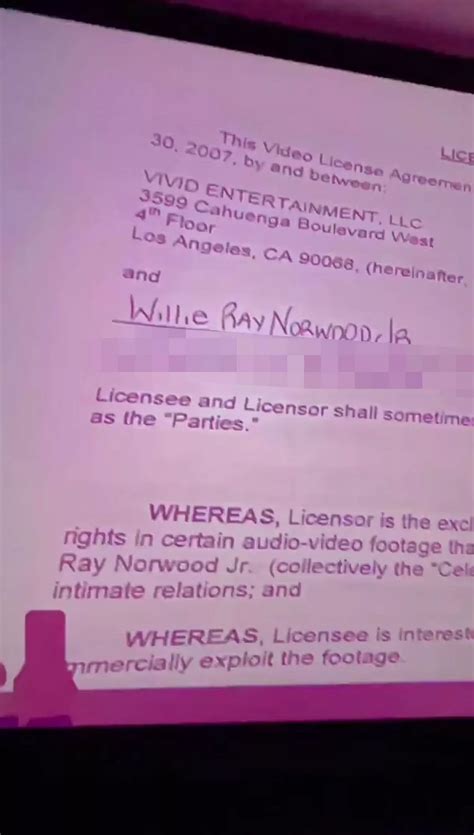 LICE
This Video License Agreemen
30, 2007, by and between:
VIVID ENTERTAINMENT, LLC
3599 Cahuenga Boulevard West
4th Floor
Los Angeles, CA 90068, (hereinafter,
and
Willie Ray Norwood, Jr
Licensee and Licensor shall sometimes
as the "Parties."
WHEREAS, Licensor is the excl
rights in certain audio-video footage tha
Ray Norwood Jr. (collectively the "Cele
intimate relations; and
WHEREAS, Licensee is intereste
mmercially exploit the footage.